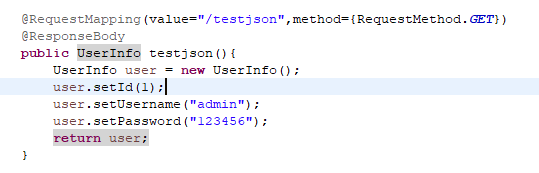 @RequestMapping(value="/testjson",method={RequestMethod.GET})
@ResponseBody
public UserInfo testjson(){
    UserInfo user = new UserInfo();
    user.setId(1);
    user.setUsername("admin");
    user.setPassword("123456");
    return user;
}